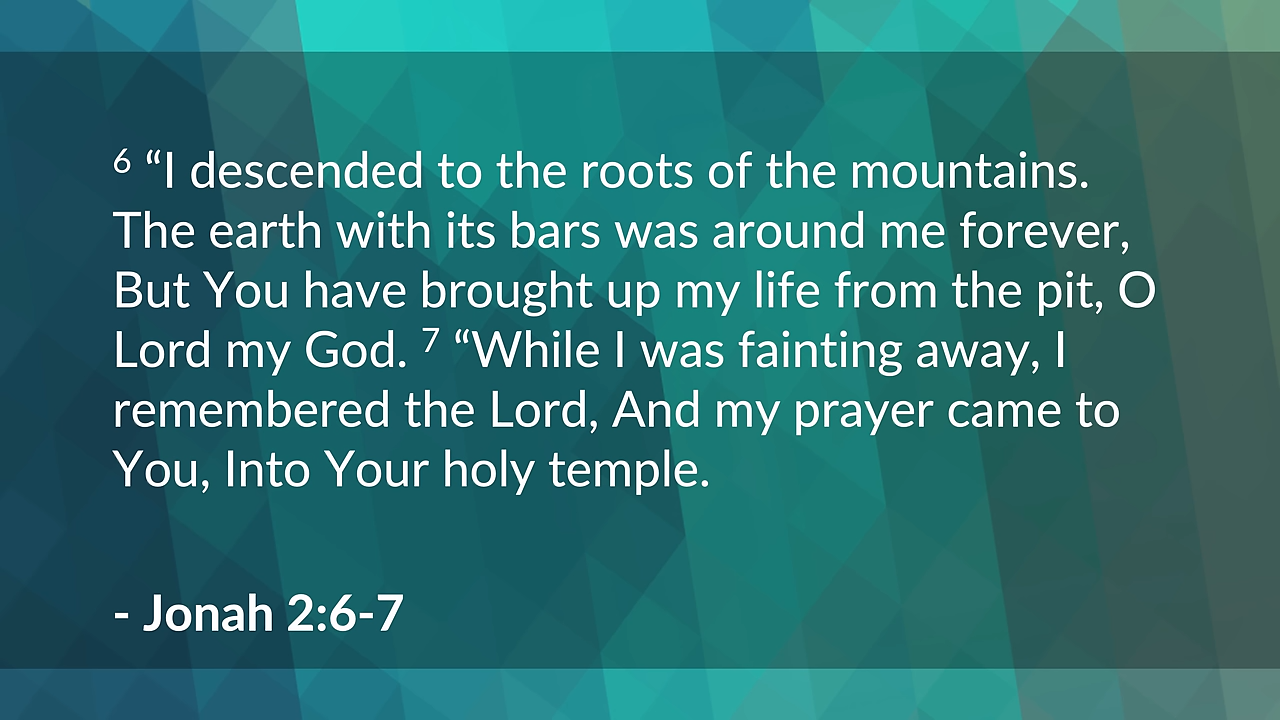 6 “I descended to the roots of the mountains.
The earth with its bars was around me forever,
But You have brought up my life from the pit, O
Lord my God. 7 “While I was fainting away, I
remembered the Lord, And my prayer came to
You, Into Your holy temple.
- Jonah 2:6-7